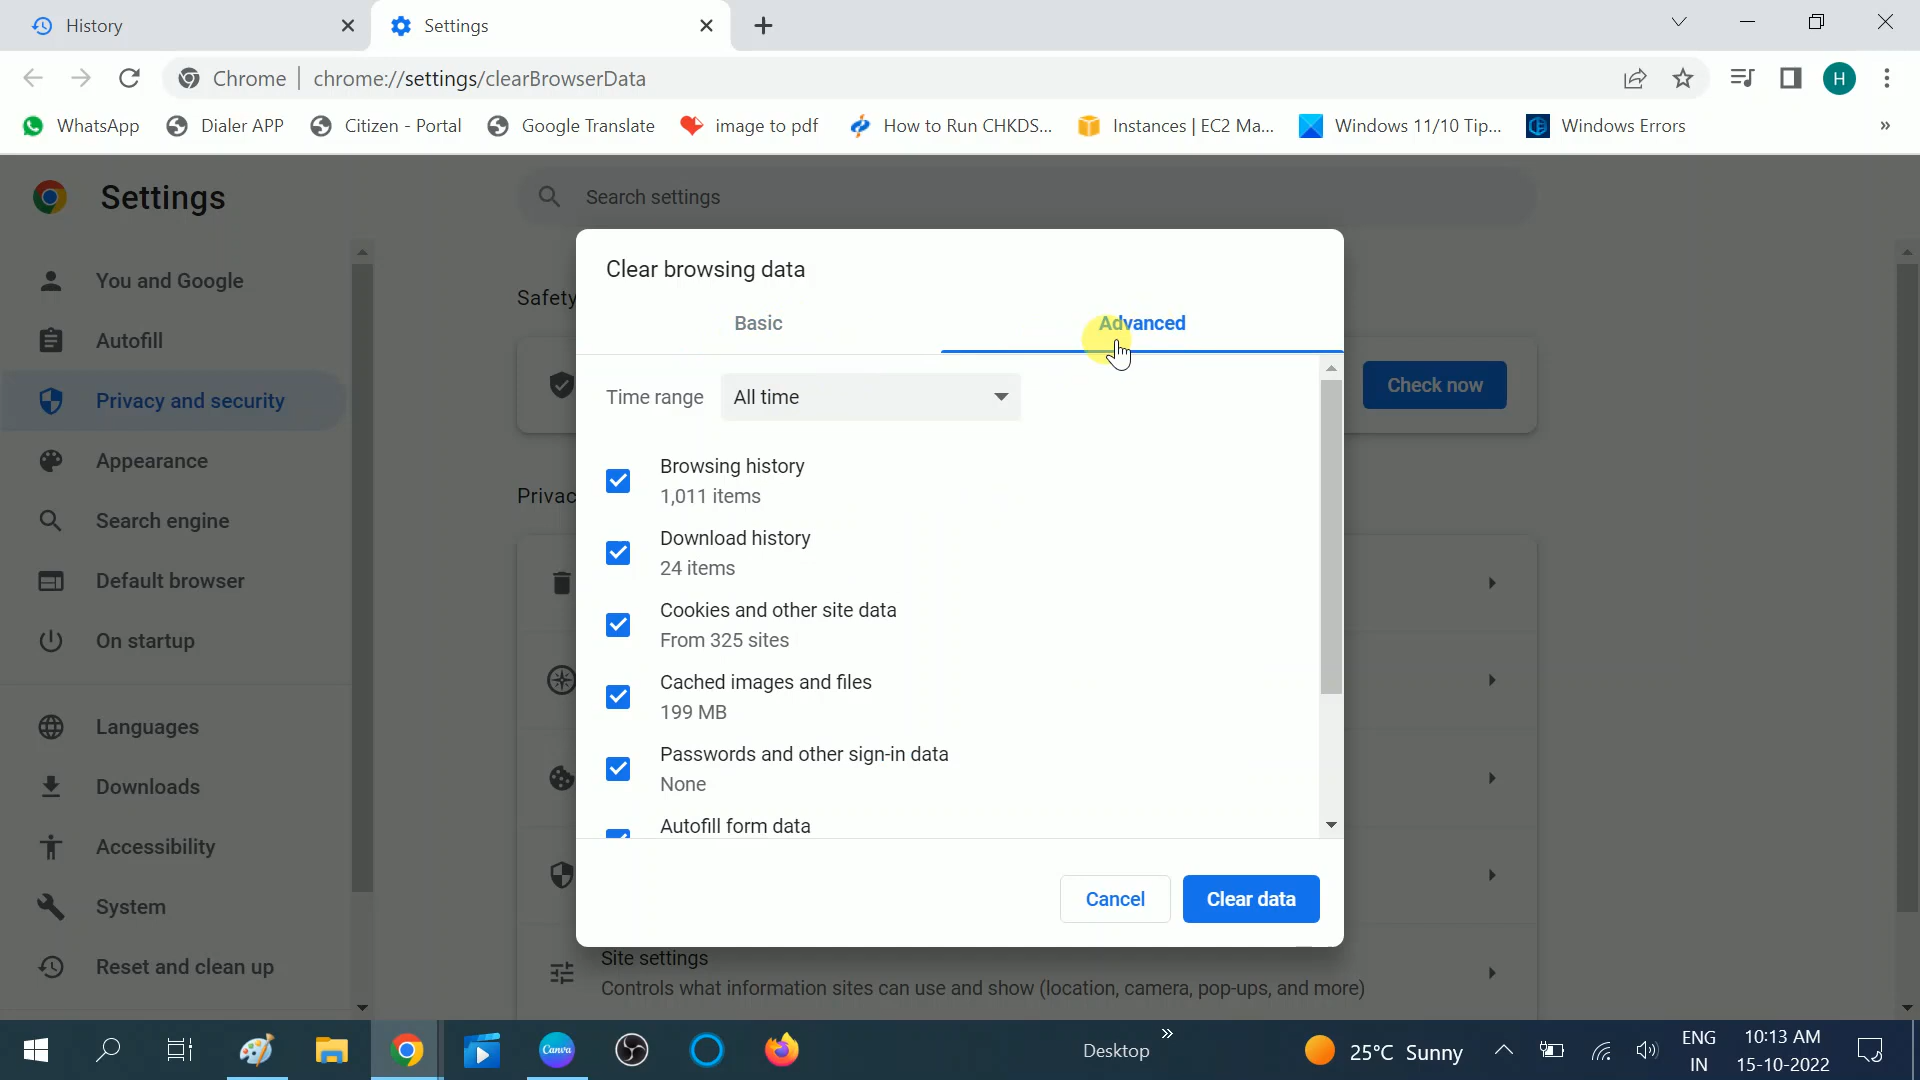 History
Settings
Chrome
chrome://settings/clearBrowserData
H
WhatsApp
Dialer APP
Citizen - Portal
Google Translate
image to pdf
How to Run CHKDS...
Instances | EC2 Ma...
Windows 11/10 Tip...
Windows Errors
»
Settings
Search settings
You and Google
Autofill
Privacy and security
Appearance
Search engine
Default browser
On startup
Languages
Downloads
Accessibility
System
Reset and clean up
Safety
Check now
Privac
Clear browsing data
Basic
Advanced
Time range
All time
Browsing history
1,011 items
Download history
24 items
Cookies and other site data
From 325 sites
Cached images and files
199 MB
Passwords and other sign-in data
None
Autofill form data
Cancel
Clear data
Site settings
Controls what information sites can use and show (location, camera, pop-ups, and more)
Canva
Desktop
»
25°C Sunny
ENG
IN
10:13 AM
15-10-2022